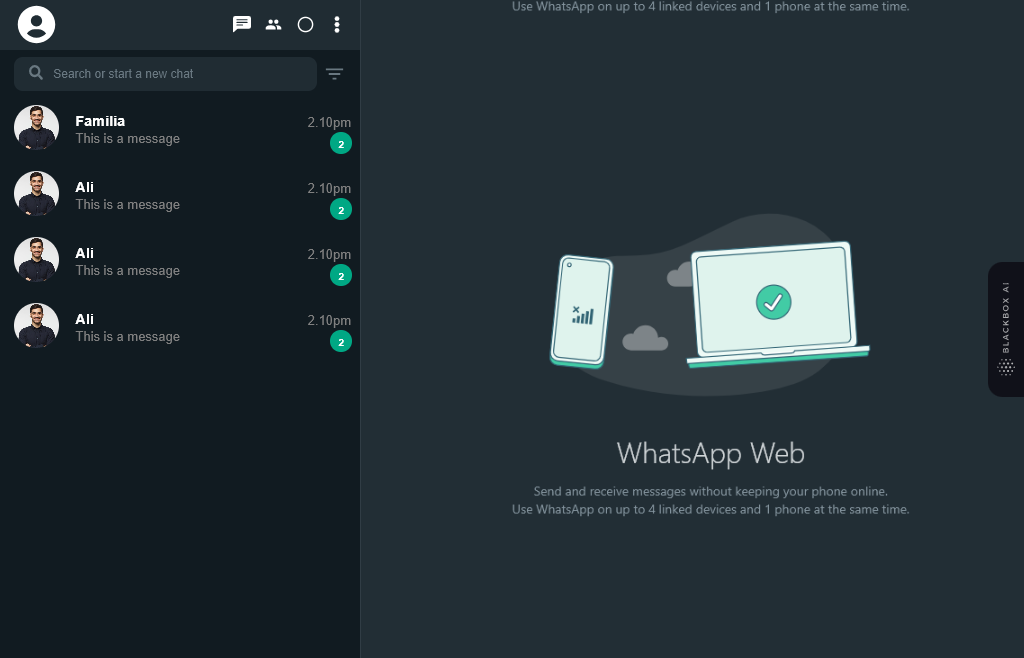 Use WhatsApp on up to 4 linked devices and 1 phone at the same time.
Search or start a new chat
Familia
2.10pm
This is a message
2
Ali
2.10pm
This is a message
2
Ali
2.10pm
This is a message
2
Ali
2.10pm
This is a message
2
WhatsApp Web
Send and receive messages without keeping your phone online.
Use WhatsApp on up to 4 linked devices and 1 phone at the same time.
BLACKBOX AI